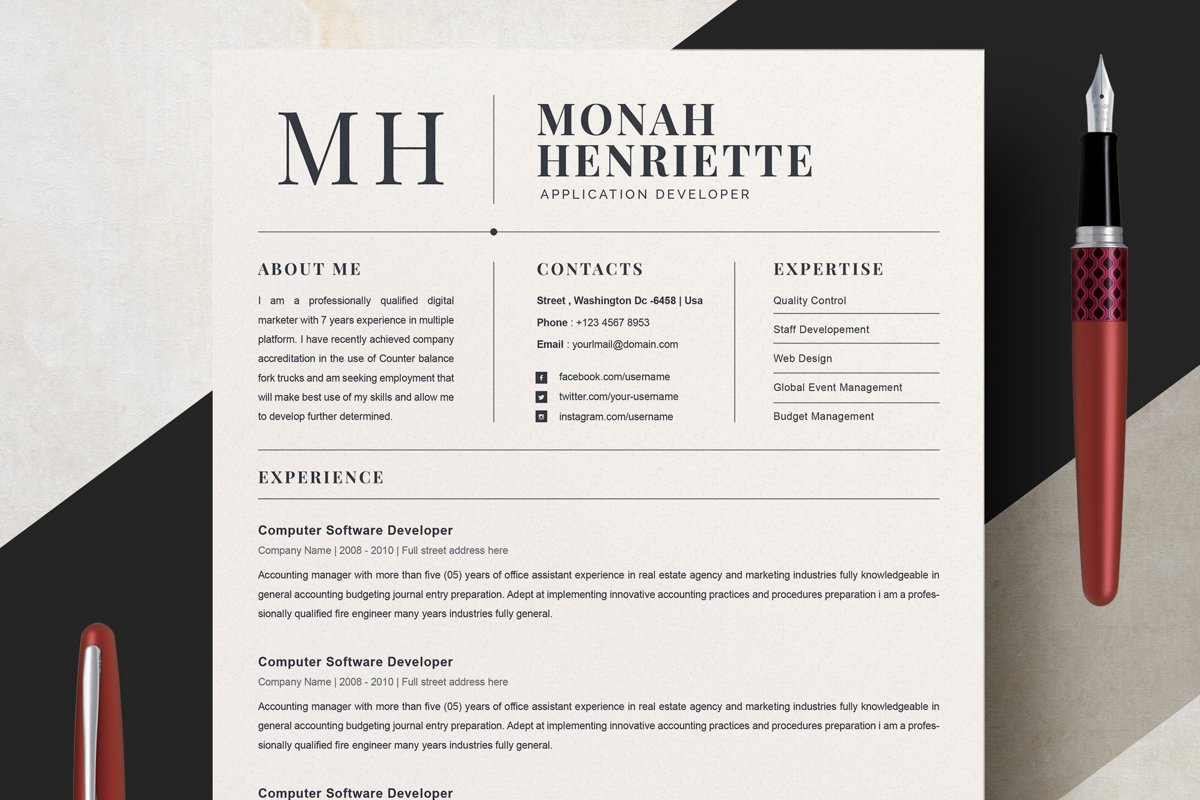 MH
MONAH
HENRIETTE
APPLICATION DEVELOPER
ABOUT ME
I am a professionally qualified digital
marketer with 7 years experience in multiple
platform. I have recently achieved company
accreditation in the use of Counter balance
fork trucks and am seeking employment that
will make best use of my skills and allow me
to develop further determined.
CONTACTS
Street , Washington Dc -6458 | Usa
Phone : +123 4567 8953
Email : yourlmail@domain.com
facebook.com/username
twitter.com/your-username
instagram.com/username
EXPERTISE
Quality Control
Staff Developement
Web Design
Global Event Management
Budget Management
EXPERIENCE
Computer Software Developer
Company Name | 2008 - 2010 | Full street address here
Accounting manager with more than five (05) years of office assistant experience in real estate agency and marketing industries fully knowledgeable in
general accounting budgeting journal entry preparation. Adept at implementing innovative accounting practices and procedures preparation i am a profes-
sionally qualified fire engineer many years industries fully general.
Computer Software Developer
Company Name | 2008 - 2010 | Full street address here
Accounting manager with more than five (05) years of office assistant experience in real estate agency and marketing industries fully knowledgeable in
general accounting budgeting journal entry preparation. Adept at implementing innovative accounting practices and procedures preparation i am a profes-
sionally qualified fire engineer many years industries fully general.
Computer Software Developer